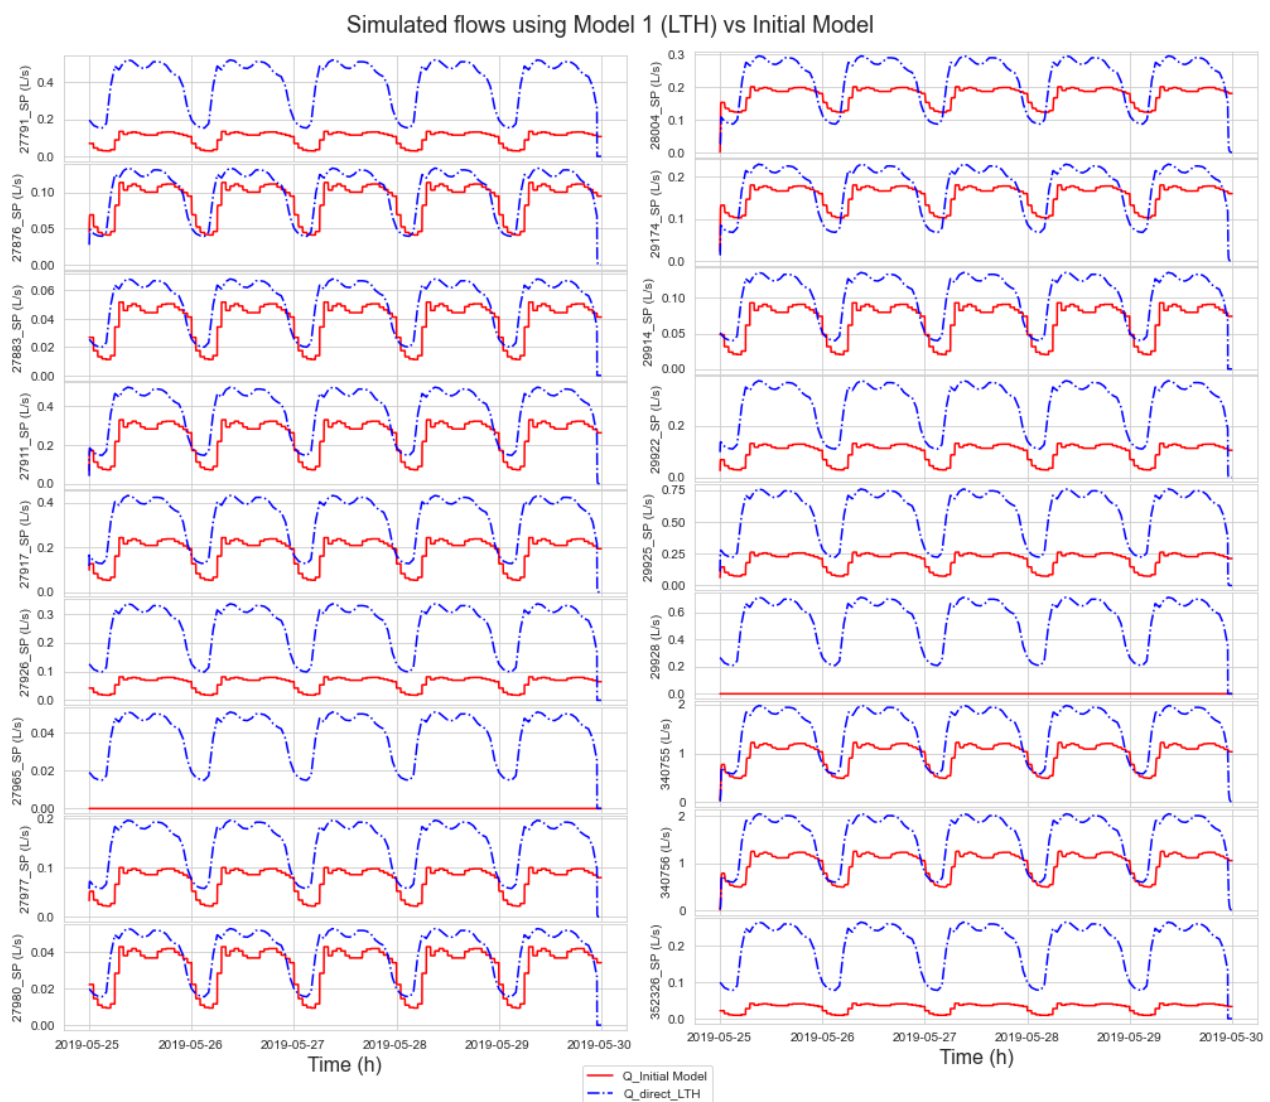 Simulated flows using Model 1 (LTH) vs Initial Model
27791_SP (L/s)
0.4
0.2
0.0
27876_SP (L/s)
0.10
0.05
0.00
27883_SP (L/s)
0.06
0.04
0.02
0.00
27911_SP (L/s)
0.4
0.2
0.0
27917_SP (L/s)
0.4
0.2
0.0
27926_SP (L/s)
0.3
0.2
0.1
0.0
27965_SP (L/s)
0.04
0.02
0.00
27977_SP (L/s)
0.2
0.1
0.0
27980_SP (L/s)
0.04
0.02
0.00
2019-05-25 2019-05-26 2019-05-27 2019-05-28 2019-05-29 2019-05-30
Time (h)
28004_SP (L/s)
0.3
0.2
0.1
0.0
29174_SP (L/s)
0.2
0.1
0.0
29914_SP (L/s)
0.10
0.05
0.00
29922_SP (L/s)
0.2
0.0
29925_SP (L/s)
0.75
0.50
0.25
0.00
29928 (L/s)
0.6
0.4
0.2
0.0
340755 (L/s)
2
1
0
340756 (L/s)
2
1
0
352326_SP (L/s)
0.2
0.1
0.0
2019-05-25 2019-05-26 2019-05-27 2019-05-28 2019-05-29 2019-05-30
Time (h)
Q_Initial Model
Q_direct_LTH